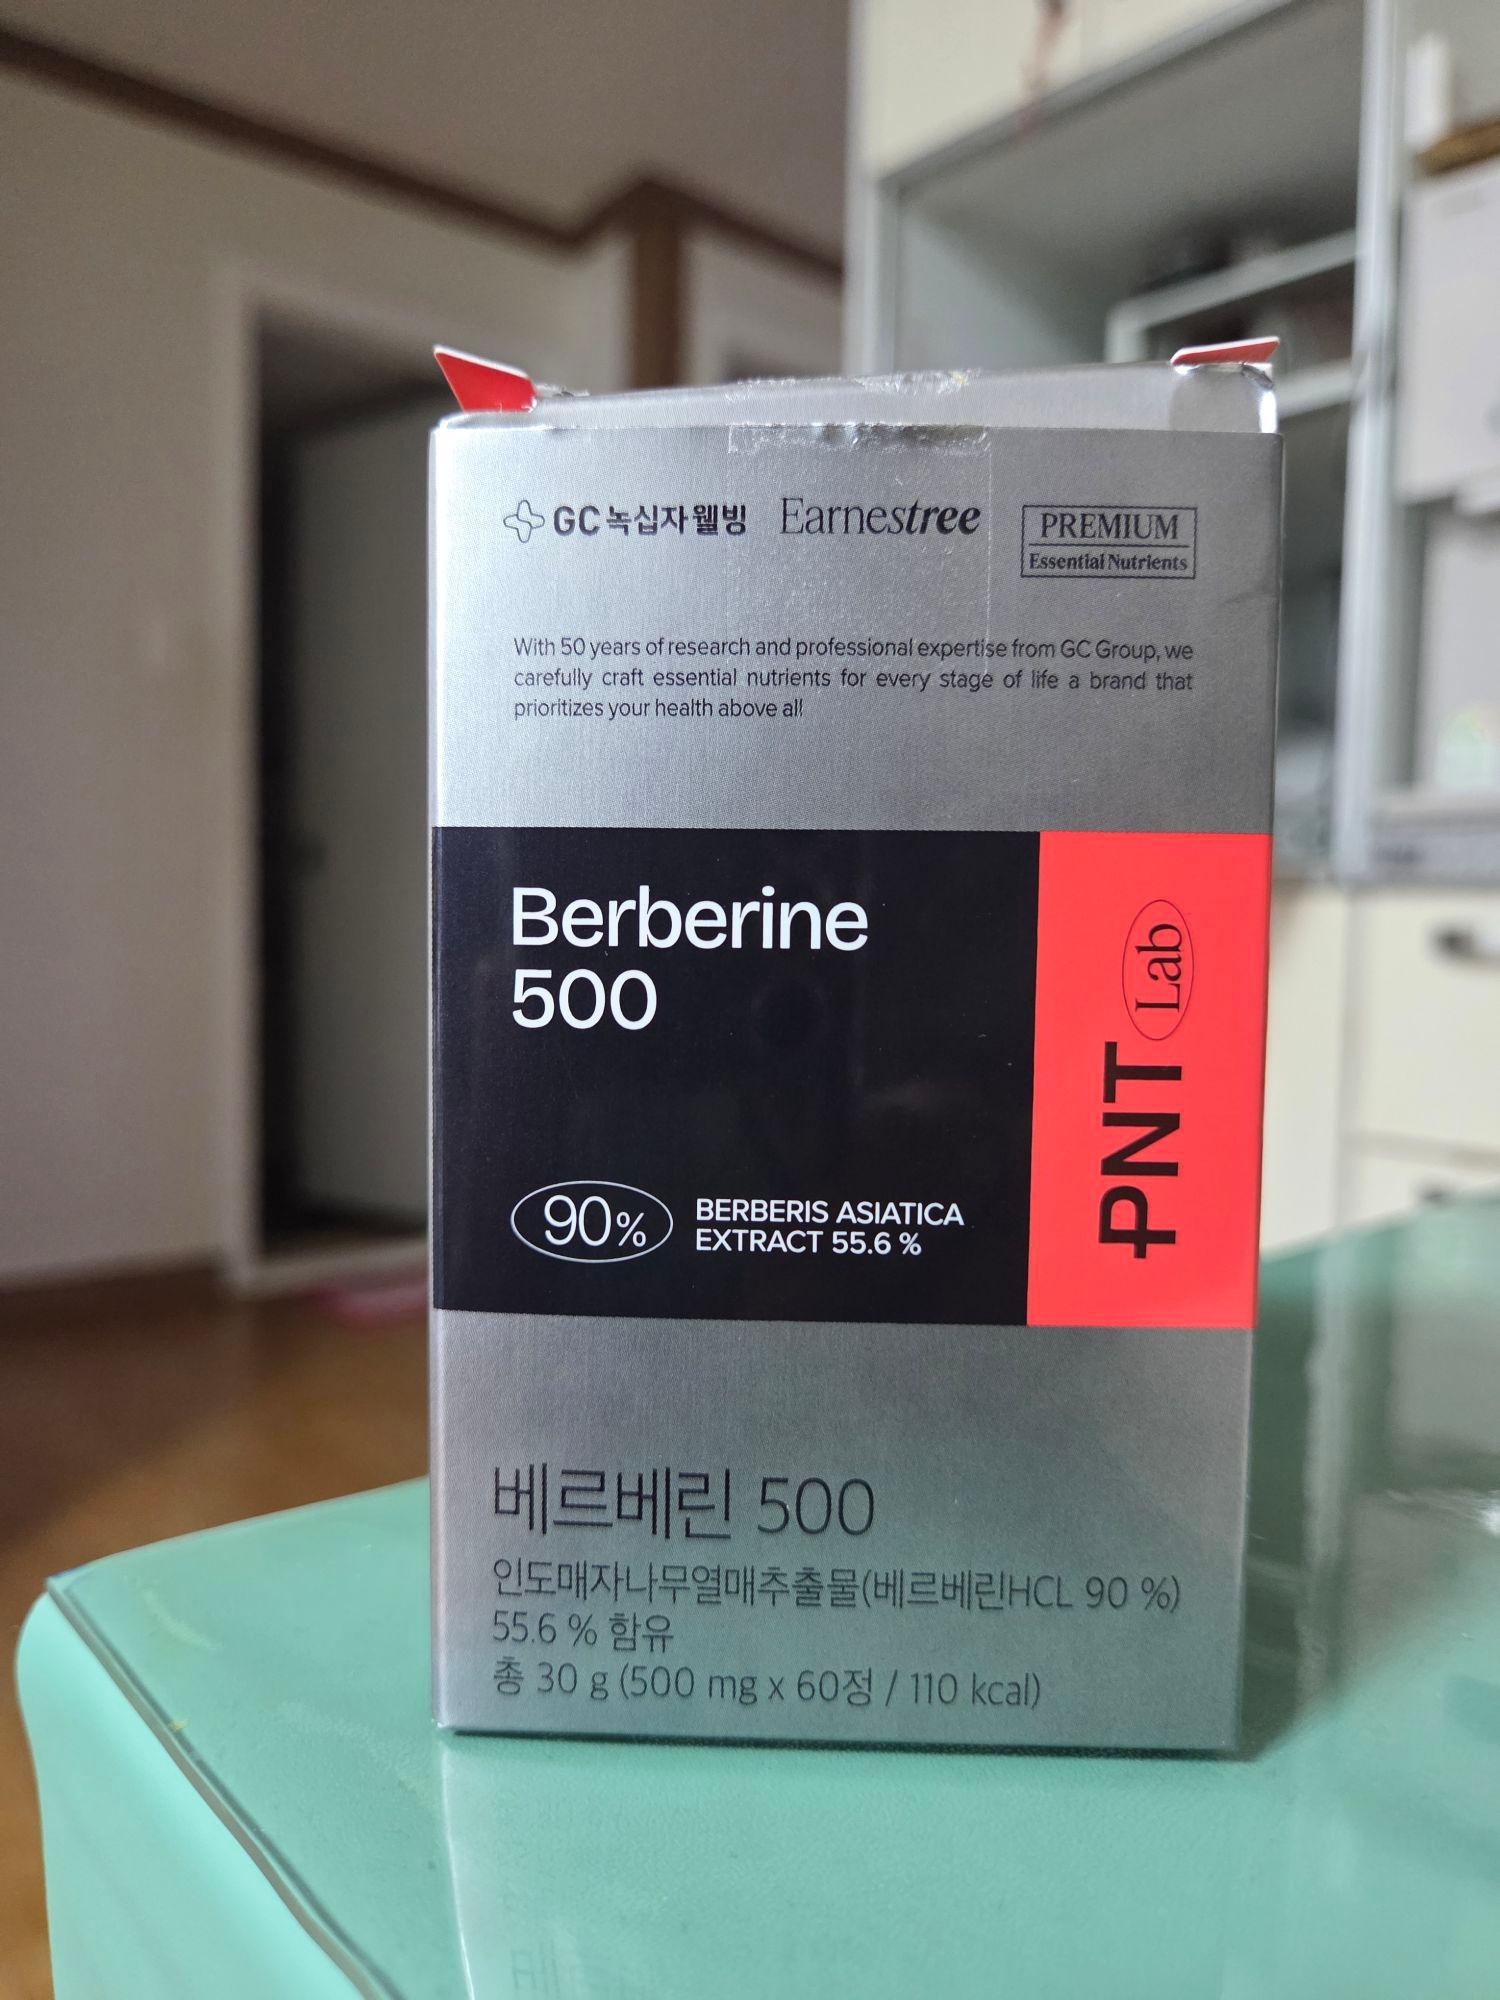 GC녹십자웰빙 Earnestree PREMIUM
Essential Nutrients
With 50 years of research and professional expertise from GC Group, we
carefully craft essential nutrients for every stage of life a brand that
prioritizes your health above all
Berberine
500
90% BERBERIS ASIATICA
EXTRACT 55.6 %
PNT Lab
베르베린 500
인도매자나무열매추출물(베르베린HCL 90 %)
55.6 % 함유
총 30 g (500 mg x 60정 / 110 kcal)